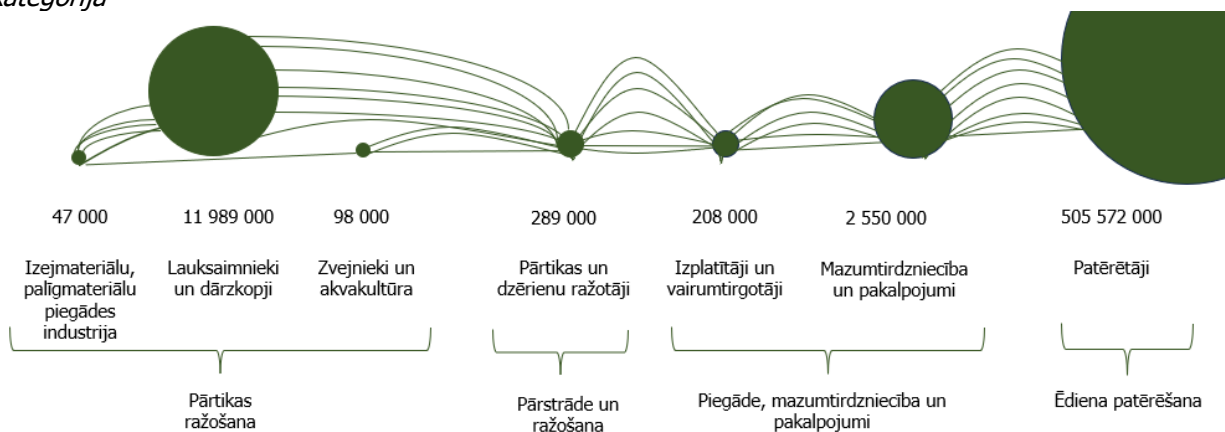 kategorija
47 000
11 989 000
98 000
289 000
208 000
2 550 000
505 572 000
Izejmateriālu,
palīgmateriālu
piegādes
industrija
Lauksaimnieki
un dārzkopji
Zvejnieki un
akvakultūra
Pārtikas un
dzērienu ražotāji
Izplatītāji un
vairumtirgotāji
Mazumtirdzniecība
un pakalpojumi
Patērētāji
Pārtikas
ražošana
Pārstrāde un
ražošana
Piegāde, mazumtirdzniecība un
pakalpojumi
Ēdiena patērēšana